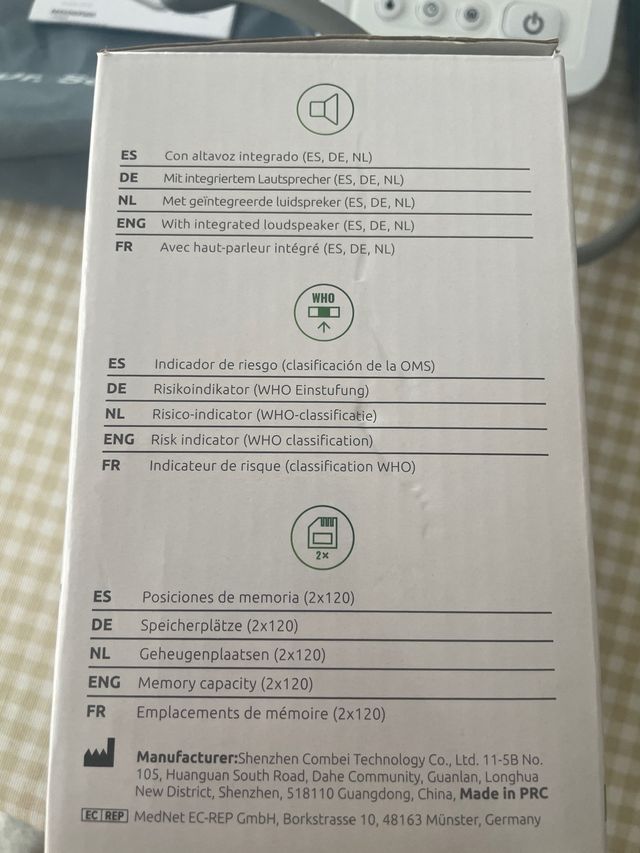 ES Con altavoz integrado (ES, DE, NL)
DE Mit integriertem Lautsprecher (ES, DE, NL)
NL Met geïntegreerde luidspreker (ES, DE, NL)
ENG With integrated loudspeaker (ES, DE, NL)
FR Avec haut-parleur intégré (ES, DE, NL)
WHO
ES Indicador de riesgo (clasificación de la OMS)
DE Risikoindikator (WHO Einstufung)
NL Risico-indicator (WHO-classificatie)
ENG Risk indicator (WHO classification)
FR Indicateur de risque (classification WHO)
2×
ES Posiciones de memoria (2x120)
DE Speicherplätze (2x120)
NL Geheugenplaatsen (2x120)
ENG Memory capacity (2x120)
FR Emplacements de mémoire (2x120)
Manufacturer:Shenzhen Combei Technology Co., Ltd. 11-5B No.
105, Huanguan South Road, Dahe Community, Guanlan, Longhua
New District, Shenzhen, 518110 Guangdong, China, Made in PRC
EC REP MedNet EC-REP GmbH, Borkstrasse 10, 48163 Münster, Germany